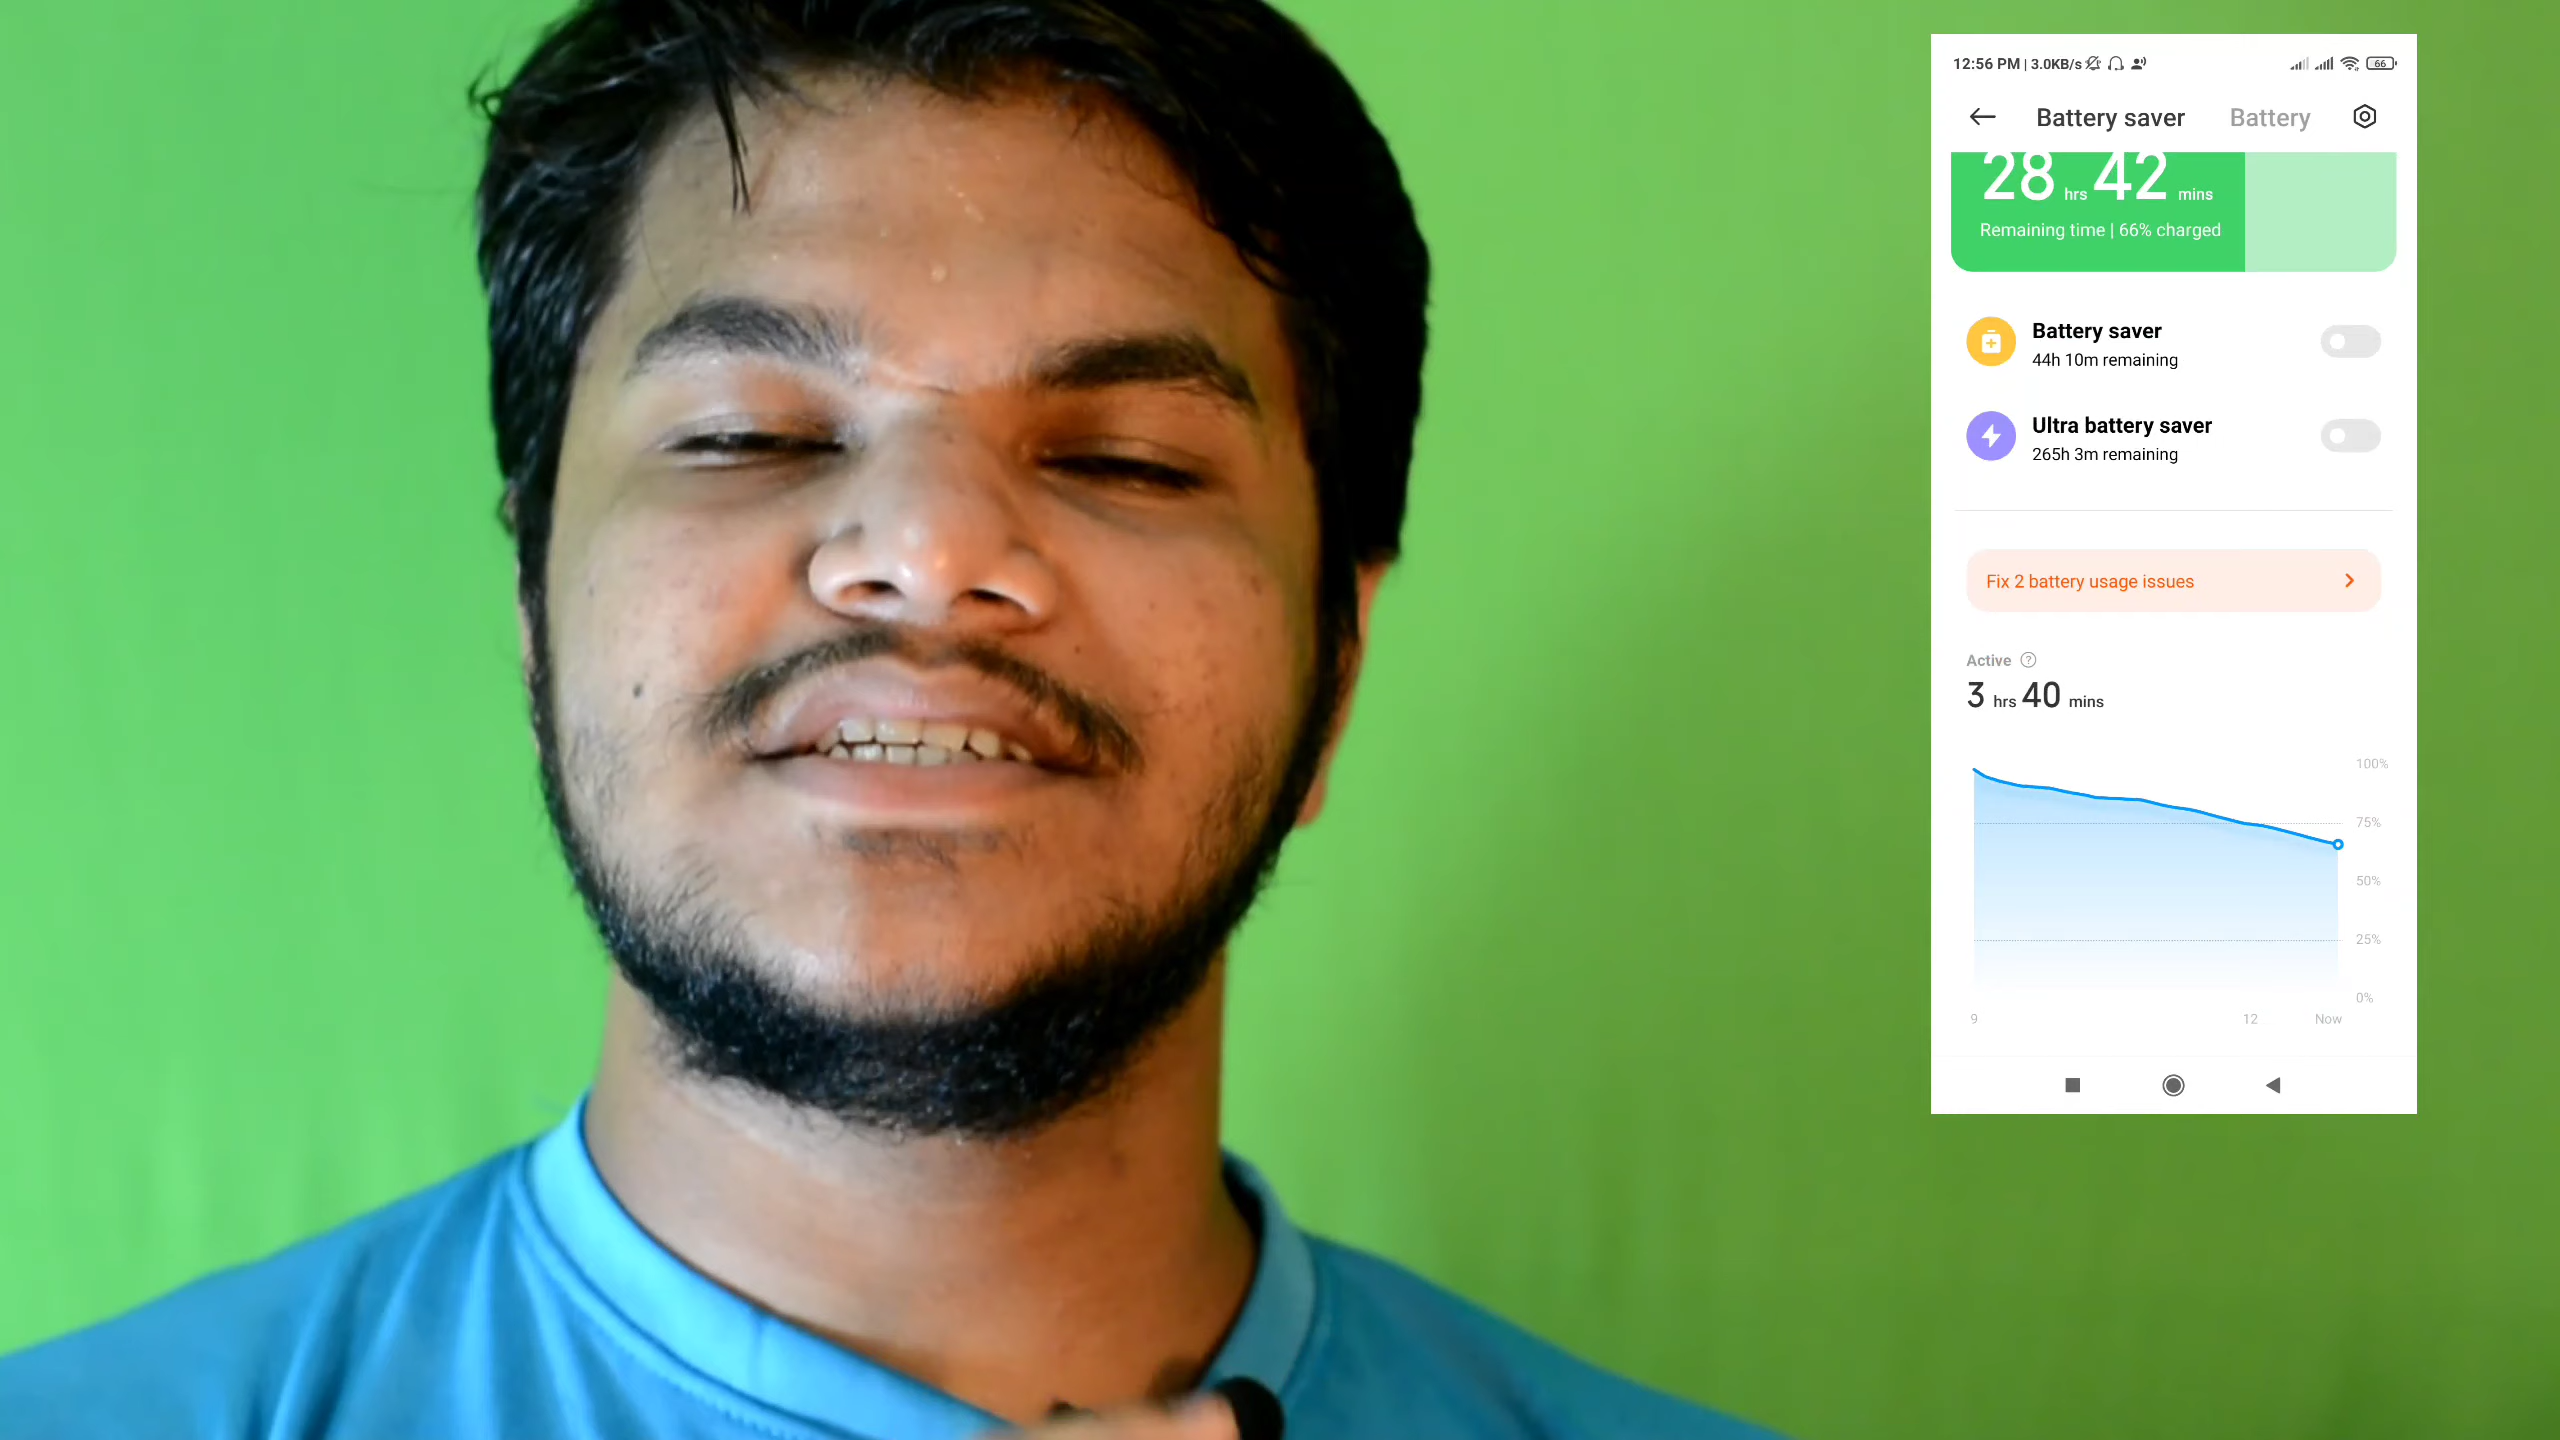 12:56 PM | 3.0KB/s 66
Battery saver Battery
28 hrs 42 mins
Remaining time | 66% charged
Battery saver
44h 10m remaining
Ultra battery saver
265h 3m remaining
Fix 2 battery usage issues
Active ?
3 hrs 40 mins
100%
75%
50%
25%
0%
9 12 Now